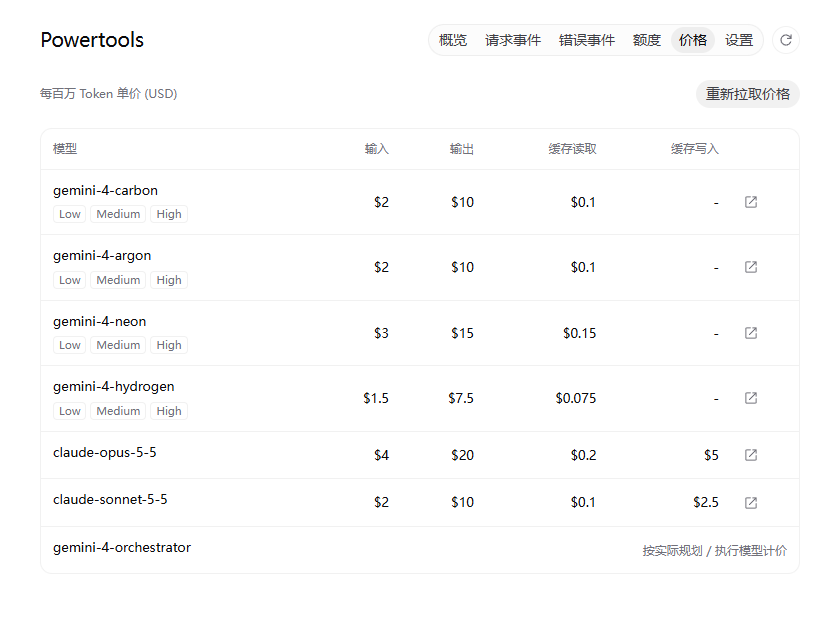 Powertools
概览 请求事件 错误事件 额度 价格 设置
每百万 Token 单价 (USD)
重新拉取价格
模型 输入 输出 缓存读取 缓存写入
gemini-4-carbon
Low Medium High
$2 $10 $0.1 -
gemini-4-argon
Low Medium High
$2 $10 $0.1 -
gemini-4-neon
Low Medium High
$3 $15 $0.15 -
gemini-4-hydrogen
Low Medium High
$1.5 $7.5 $0.075 -
claude-opus-5-5 $4 $20 $0.2 $5
claude-sonnet-5-5 $2 $10 $0.1 $2.5
gemini-4-orchestrator 按实际规划 / 执行模型计价